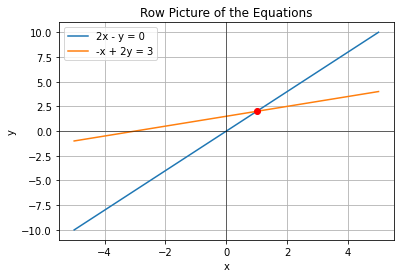 Row Picture of the Equations
2x - y = 0
-x + 2y = 3
10.0
7.5
5.0
2.5
0.0
−2.5
−5.0
−7.5
−10.0
y
−4 −2 0 2 4
x